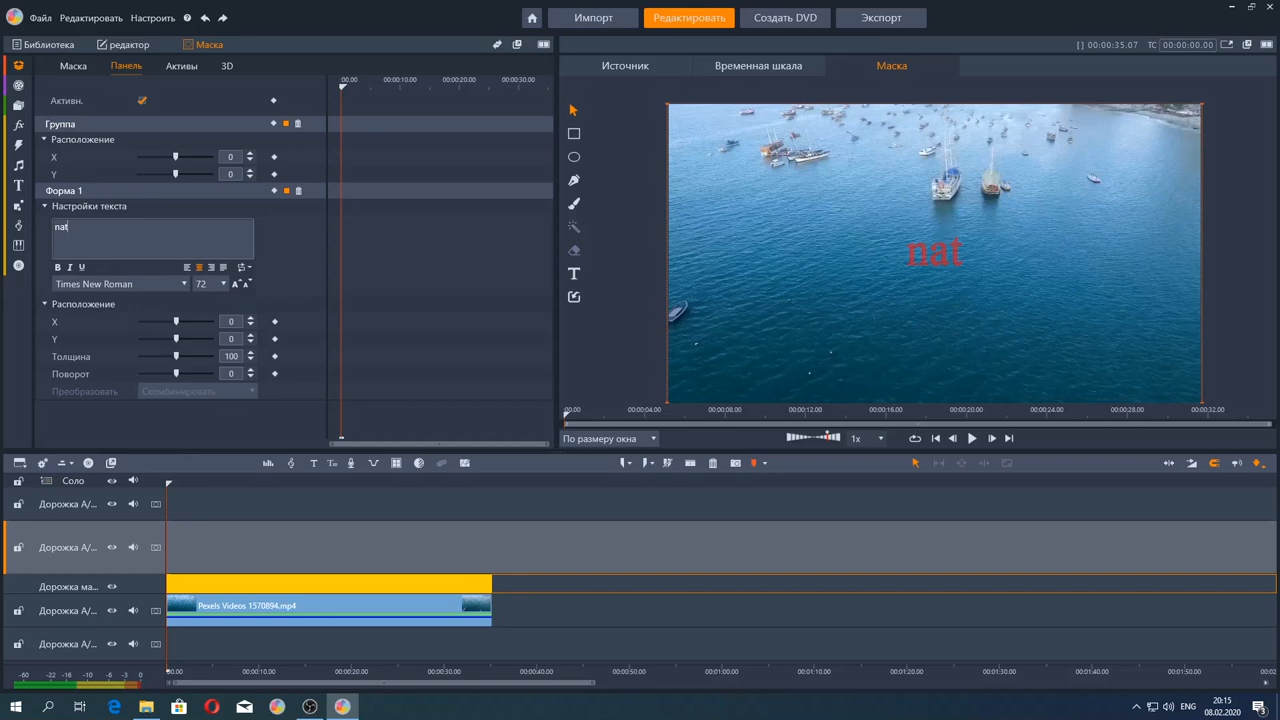 Файл Редактировать Настроить ?
Импорт Редактировать Создать DVD Экспорт
Библиотека редактор Маска
[] 00:00:35.07 TC 00:00:00.00
Маска Панель Активы 3D
Источник Временная шкала Маска
:00.00 00:00:10.00 00:00:20.00 00:00:30.00
Активн.
Группа
Расположение
X 0
Y 0
Форма 1
Настройки текста
nat
nat
B I U
Times New Roman 72
Расположение
X 0
Y 0
Толщина 100
Поворот 0
Преобразовать Скомбинировать
:00.00 00:00:04.00 00:00:08.00 00:00:12.00 00:00:16.00 00:00:20.00 00:00:24.00 00:00:28.00 00:00:32.00
По размеру окна 1x
Соло
Дорожка А/...
Дорожка А/...
Дорожка ма...
Дорожка А/... Pexels Videos 1570894.mp4
Дорожка А/...
-60 -22 -16 -10 -6 -3 0
:00.00 00:00:10.00 00:00:20.00 00:00:30.00 00:00:40.00 00:00:50.00 00:01:00.00 00:01:10.00 00:01:20.00 00:01:30.00 00:01:40.00 00:01:50.00 00:02
ENG 20:15
08.02.2020 3